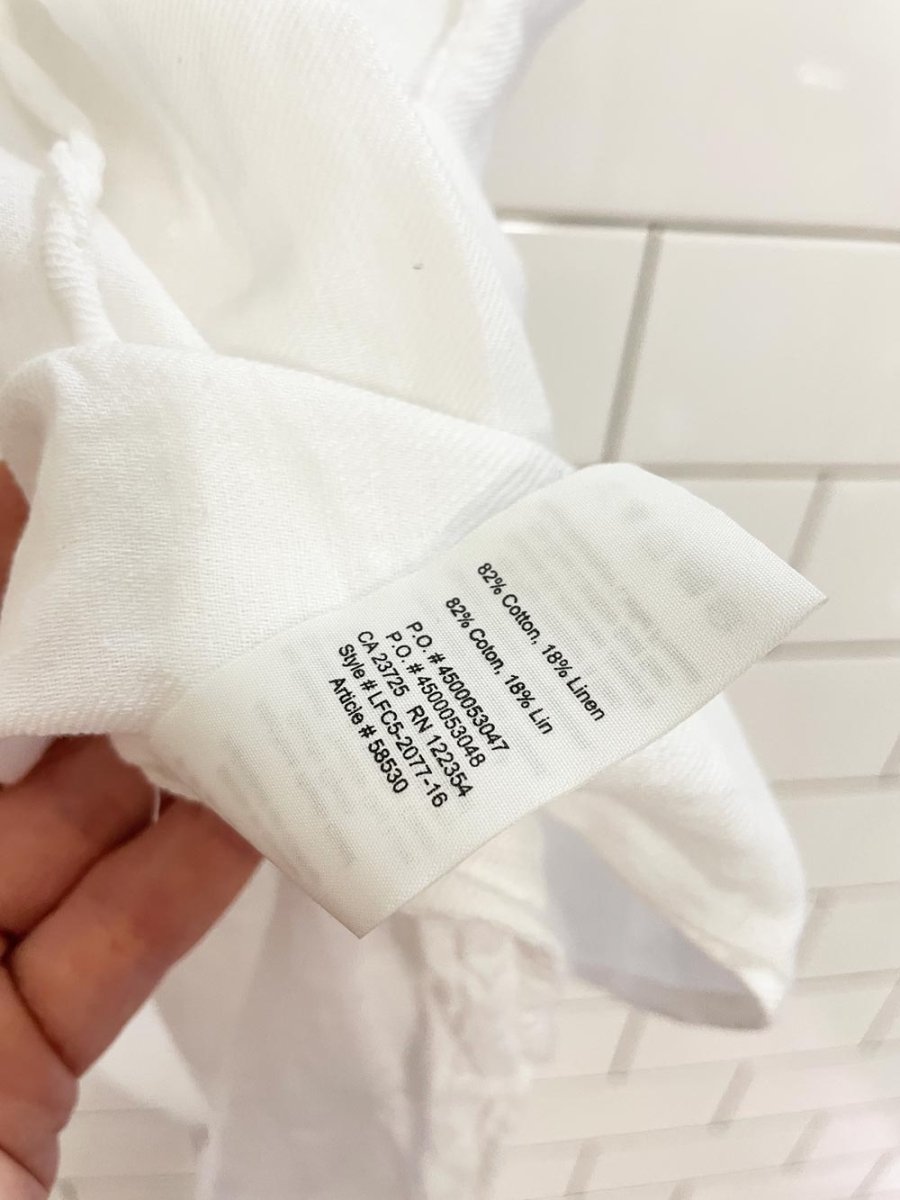 82% Cotton, 18% Linen
82% Coton, 18% Lin
P.O. # 4500053047
P.O. # 4500053048
CA 23725 RN 122354
Style # LFC5-2077-16
Article # 58530